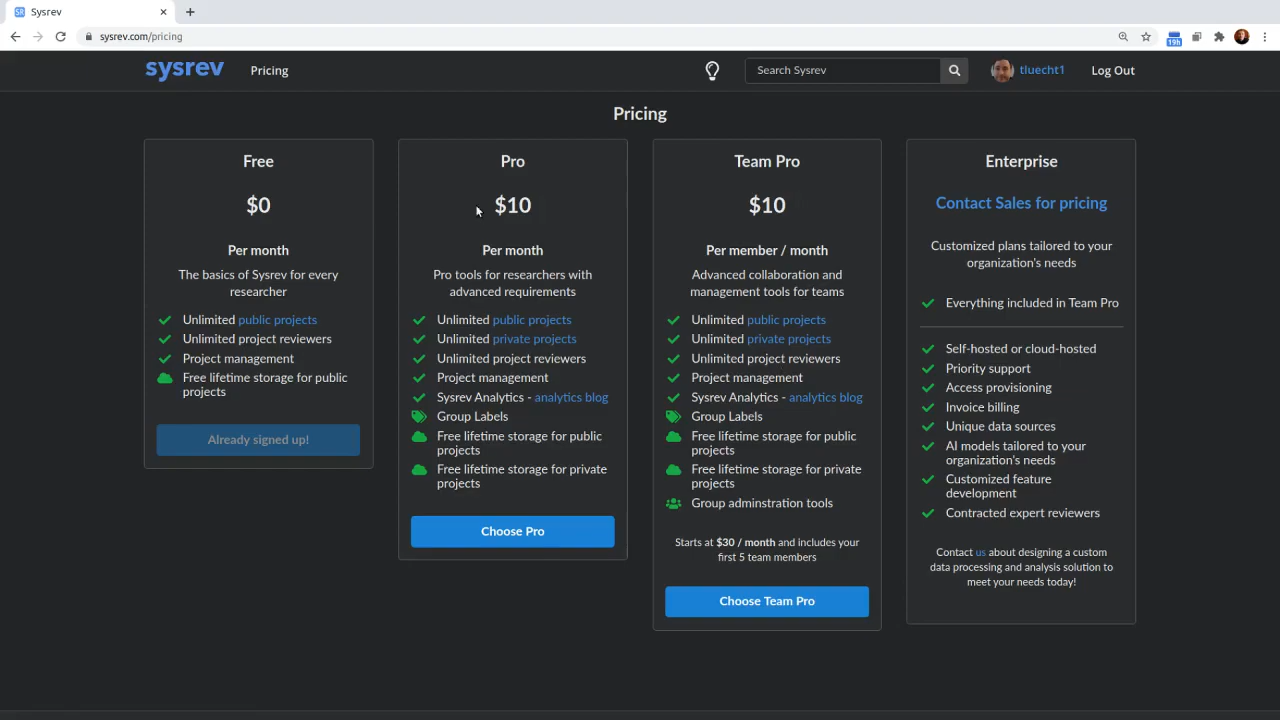 Sysrev
sysrev.com/pricing
19h
sysrev
Pricing
Search Sysrev
tluecht1
Log Out
Pricing
Free
$0
Per month
The basics of Sysrev for every
researcher
Unlimited public projects
Unlimited project reviewers
Project management
Free lifetime storage for public
projects
Already signed up!
Pro
$10
Per month
Pro tools for researchers with
advanced requirements
Unlimited public projects
Unlimited private projects
Unlimited project reviewers
Project management
Sysrev Analytics - analytics blog
Group Labels
Free lifetime storage for public
projects
Free lifetime storage for private
projects
Choose Pro
Team Pro
$10
Per member / month
Advanced collaboration and
management tools for teams
Unlimited public projects
Unlimited private projects
Unlimited project reviewers
Project management
Sysrev Analytics - analytics blog
Group Labels
Free lifetime storage for public
projects
Free lifetime storage for private
projects
Group adminstration tools
Starts at $30 / month and includes your
first 5 team members
Choose Team Pro
Enterprise
Contact Sales for pricing
Customized plans tailored to your
organization's needs
Everything included in Team Pro
Self-hosted or cloud-hosted
Priority support
Access provisioning
Invoice billing
Unique data sources
AI models tailored to your
organization's needs
Customized feature
development
Contracted expert reviewers
Contact us about designing a custom
data processing and analysis solution to
meet your needs today!